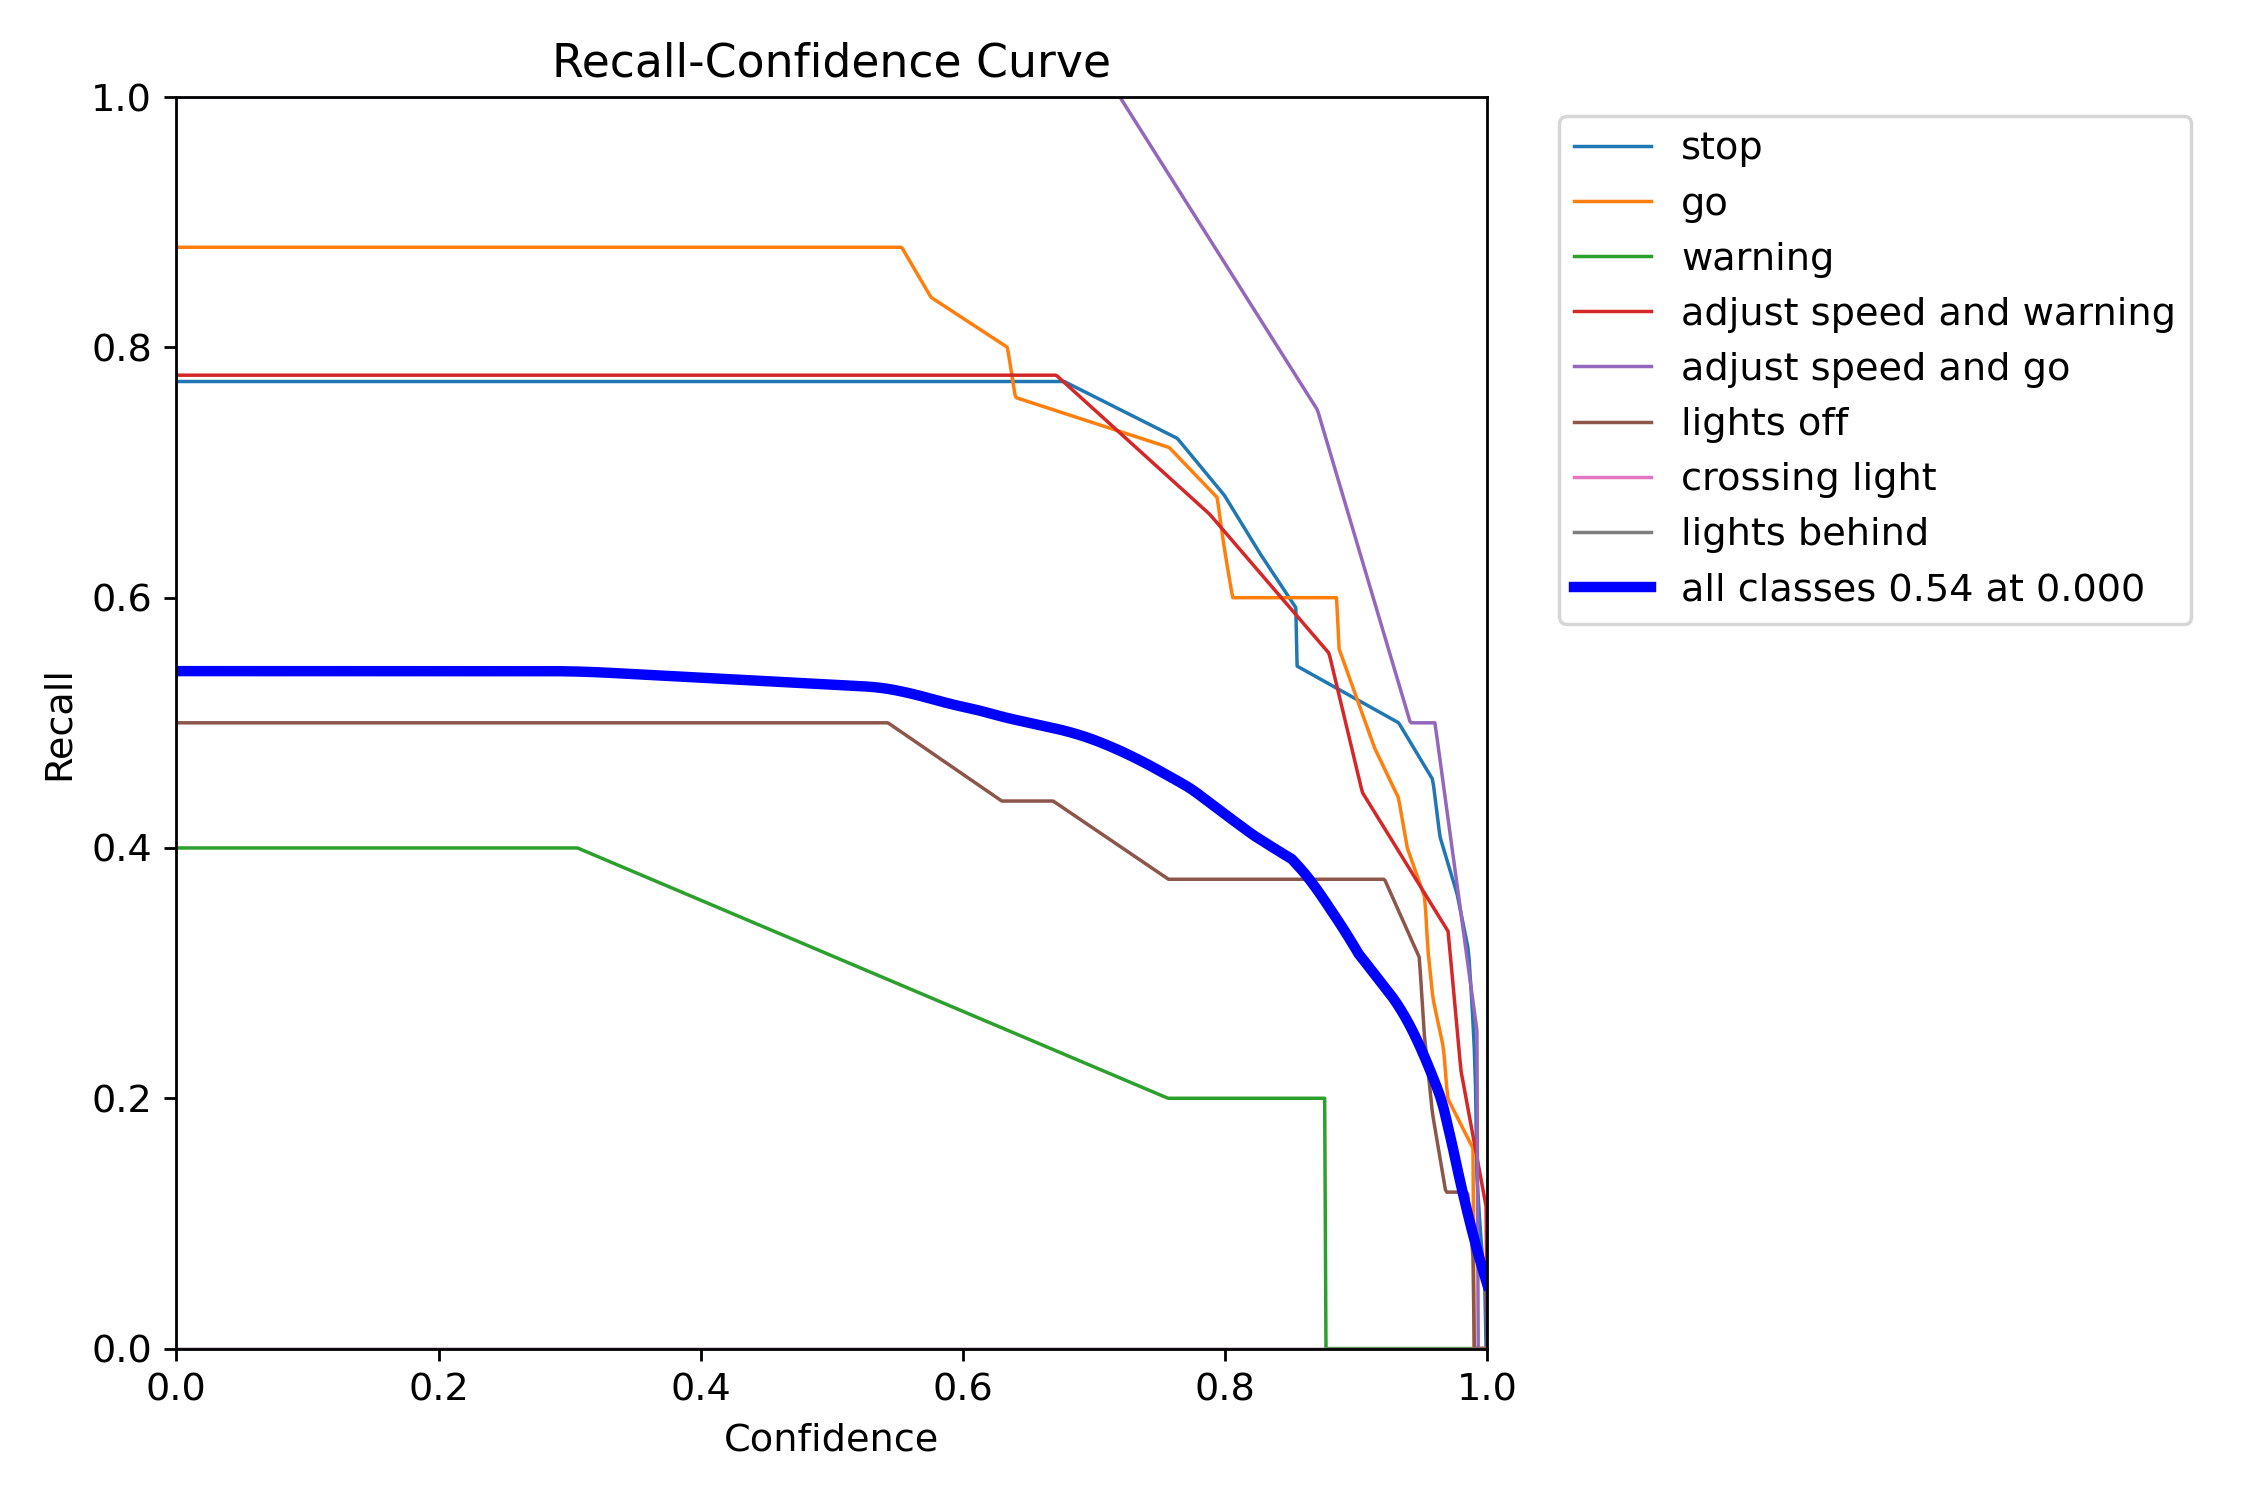 Recall-Confidence Curve
1.0
0.8
0.6
0.4
0.2
0.0
Recall
0.0 0.2 0.4 0.6 0.8 1.0
Confidence
stop
go
warning
adjust speed and warning
adjust speed and go
lights off
crossing light
lights behind
all classes 0.54 at 0.000